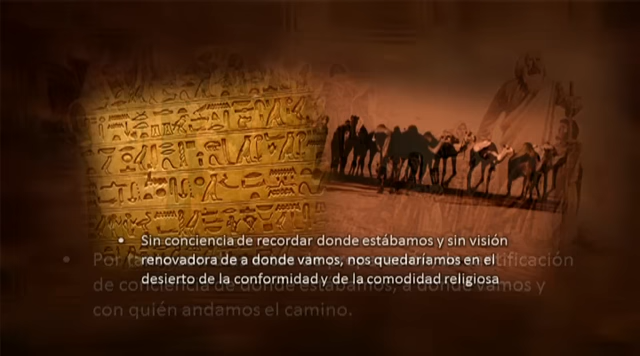 Sin conciencia de recordar donde estábamos y sin visión
renovadora de a donde vamos, nos quedaríamos en el
desierto de la conformidad y de la comodidad religiosa
de conciencia de donde estábamos, a donde vamos y
con quién andamos el camino.